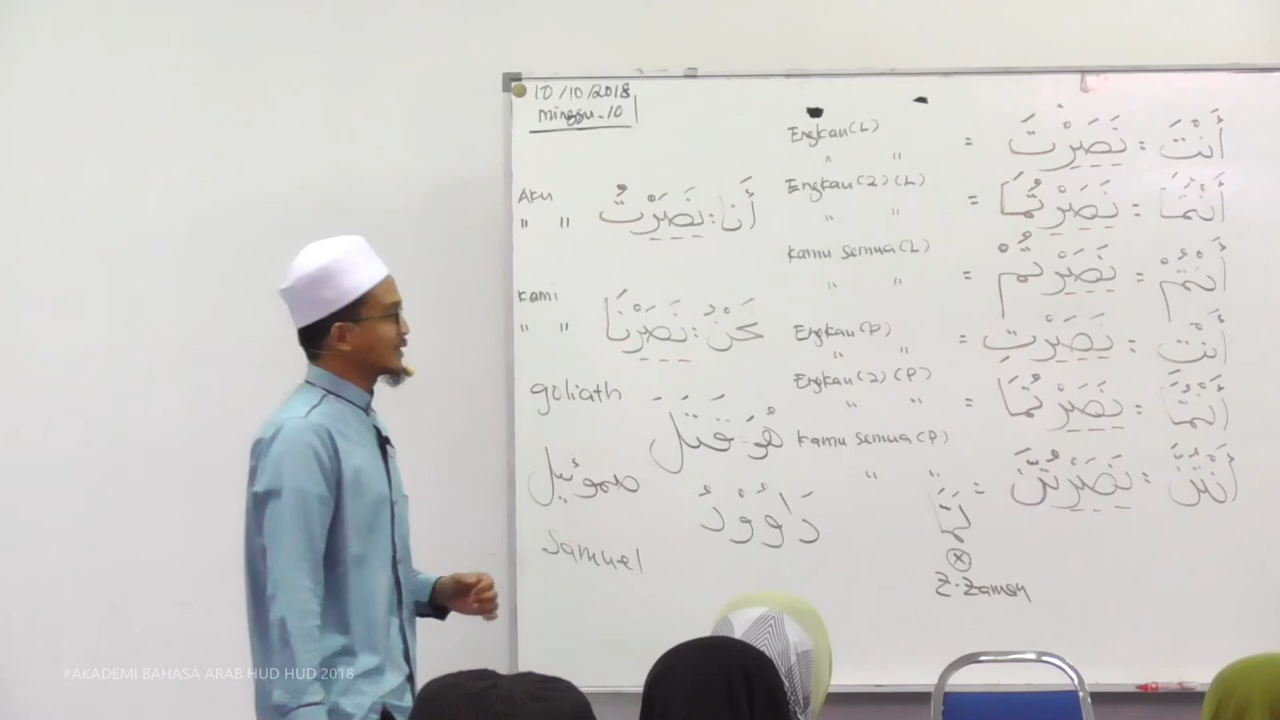 10/10/2018
minggu-10
Aku
" "
أَنَا : نَصَرْتُ
Kami
" "
نَحْنُ : نَصَرْنَا
goliath
هُوَ قَتَلَ
صموئيل
دَاوُوْدُ
Samuel
Engkau (L)
" "
= أَنْتَ : نَصَرْتَ
Engkau (2) (L)
" "
= أَنْتُمَا : نَصَرْتُمَا
kamu semua (L)
" "
= أَنْتُمْ : نَصَرْتُمْ
Engkau (P)
" "
= أَنْتِ : نَصَرْتِ
Engkau (2) (P)
" "
= أَنْتُمَا : نَصَرْتُمَا
kamu semua (P)
" "
= أَنْتُنَّ : نَصَرْتُنَّ
لَمَّا
Z.Zaman
#AKADEMI BAHASA ARAB HUD HUD 2018